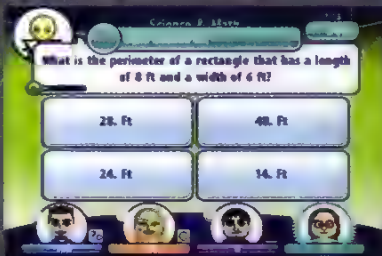 Science & Math
What is the perimeter of a rectangle that has a length
of 8 ft and a width of 6 ft?
28. Ft
48. Ft
24. Ft
14. Ft